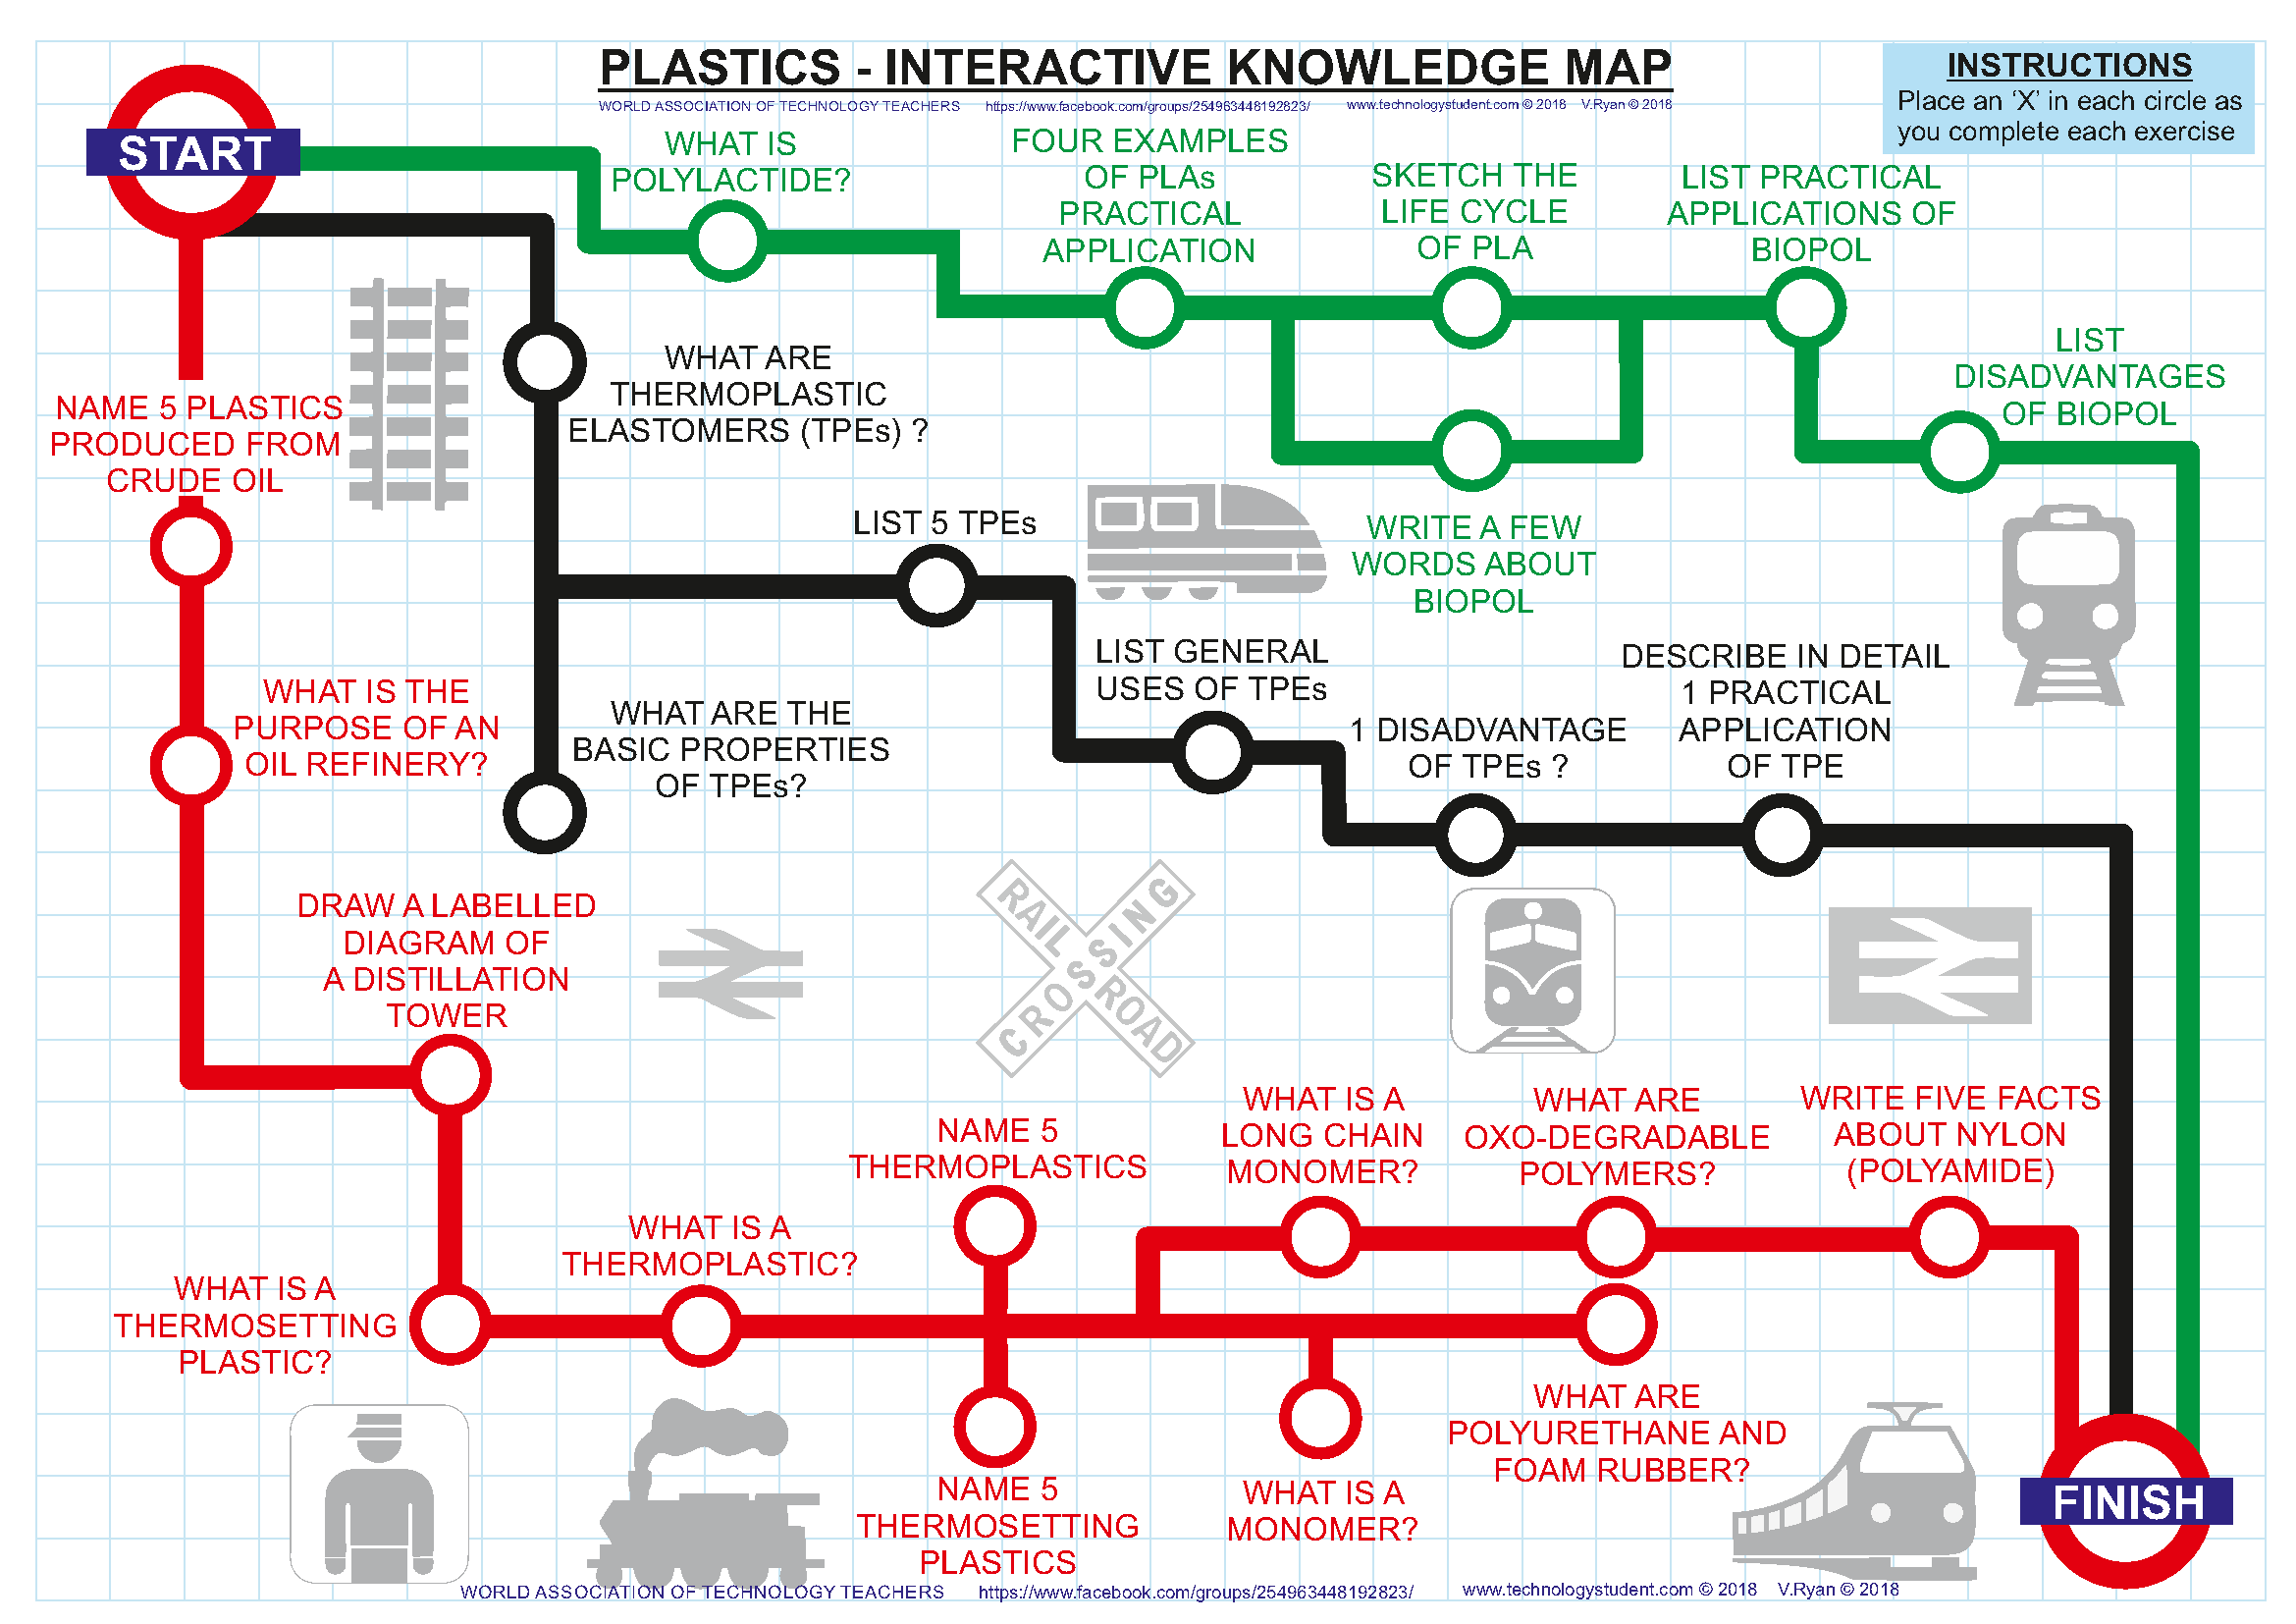 PLASTICS - INTERACTIVE KNOWLEDGE MAP
WORLD ASSOCIATION OF TECHNOLOGY TEACHERS https://www.facebook.com/groups/254963448192823/ www.technologystudent.com © 2018 V.Ryan © 2018
INSTRUCTIONS
Place an ‘X’ in each circle as
you complete each exercise
START
WHAT IS
POLYLACTIDE?
FOUR EXAMPLES
OF PLAs
PRACTICAL
APPLICATION
SKETCH THE
LIFE CYCLE
OF PLA
LIST PRACTICAL
APPLICATIONS OF
BIOPOL
LIST
DISADVANTAGES
OF BIOPOL
WRITE A FEW
WORDS ABOUT
BIOPOL
WHAT ARE
THERMOPLASTIC
ELASTOMERS (TPEs) ?
NAME 5 PLASTICS
PRODUCED FROM
CRUDE OIL
LIST 5 TPEs
LIST GENERAL
USES OF TPEs
1 DISADVANTAGE
OF TPEs ?
DESCRIBE IN DETAIL
1 PRACTICAL
APPLICATION
OF TPE
WHAT IS THE
PURPOSE OF AN
OIL REFINERY?
WHAT ARE THE
BASIC PROPERTIES
OF TPEs?
DRAW A LABELLED
DIAGRAM OF
A DISTILLATION
TOWER
RAIL ROAD
CROSSING
WHAT IS A
THERMOSETTING
PLASTIC?
WHAT IS A
THERMOPLASTIC?
NAME 5
THERMOPLASTICS
WHAT IS A
LONG CHAIN
MONOMER?
WHAT ARE
OXO-DEGRADABLE
POLYMERS?
WRITE FIVE FACTS
ABOUT NYLON
(POLYAMIDE)
NAME 5
THERMOSETTING
PLASTICS
WHAT IS A
MONOMER?
WHAT ARE
POLYURETHANE AND
FOAM RUBBER?
FINISH
WORLD ASSOCIATION OF TECHNOLOGY TEACHERS https://www.facebook.com/groups/254963448192823/ www.technologystudent.com © 2018 V.Ryan © 2018